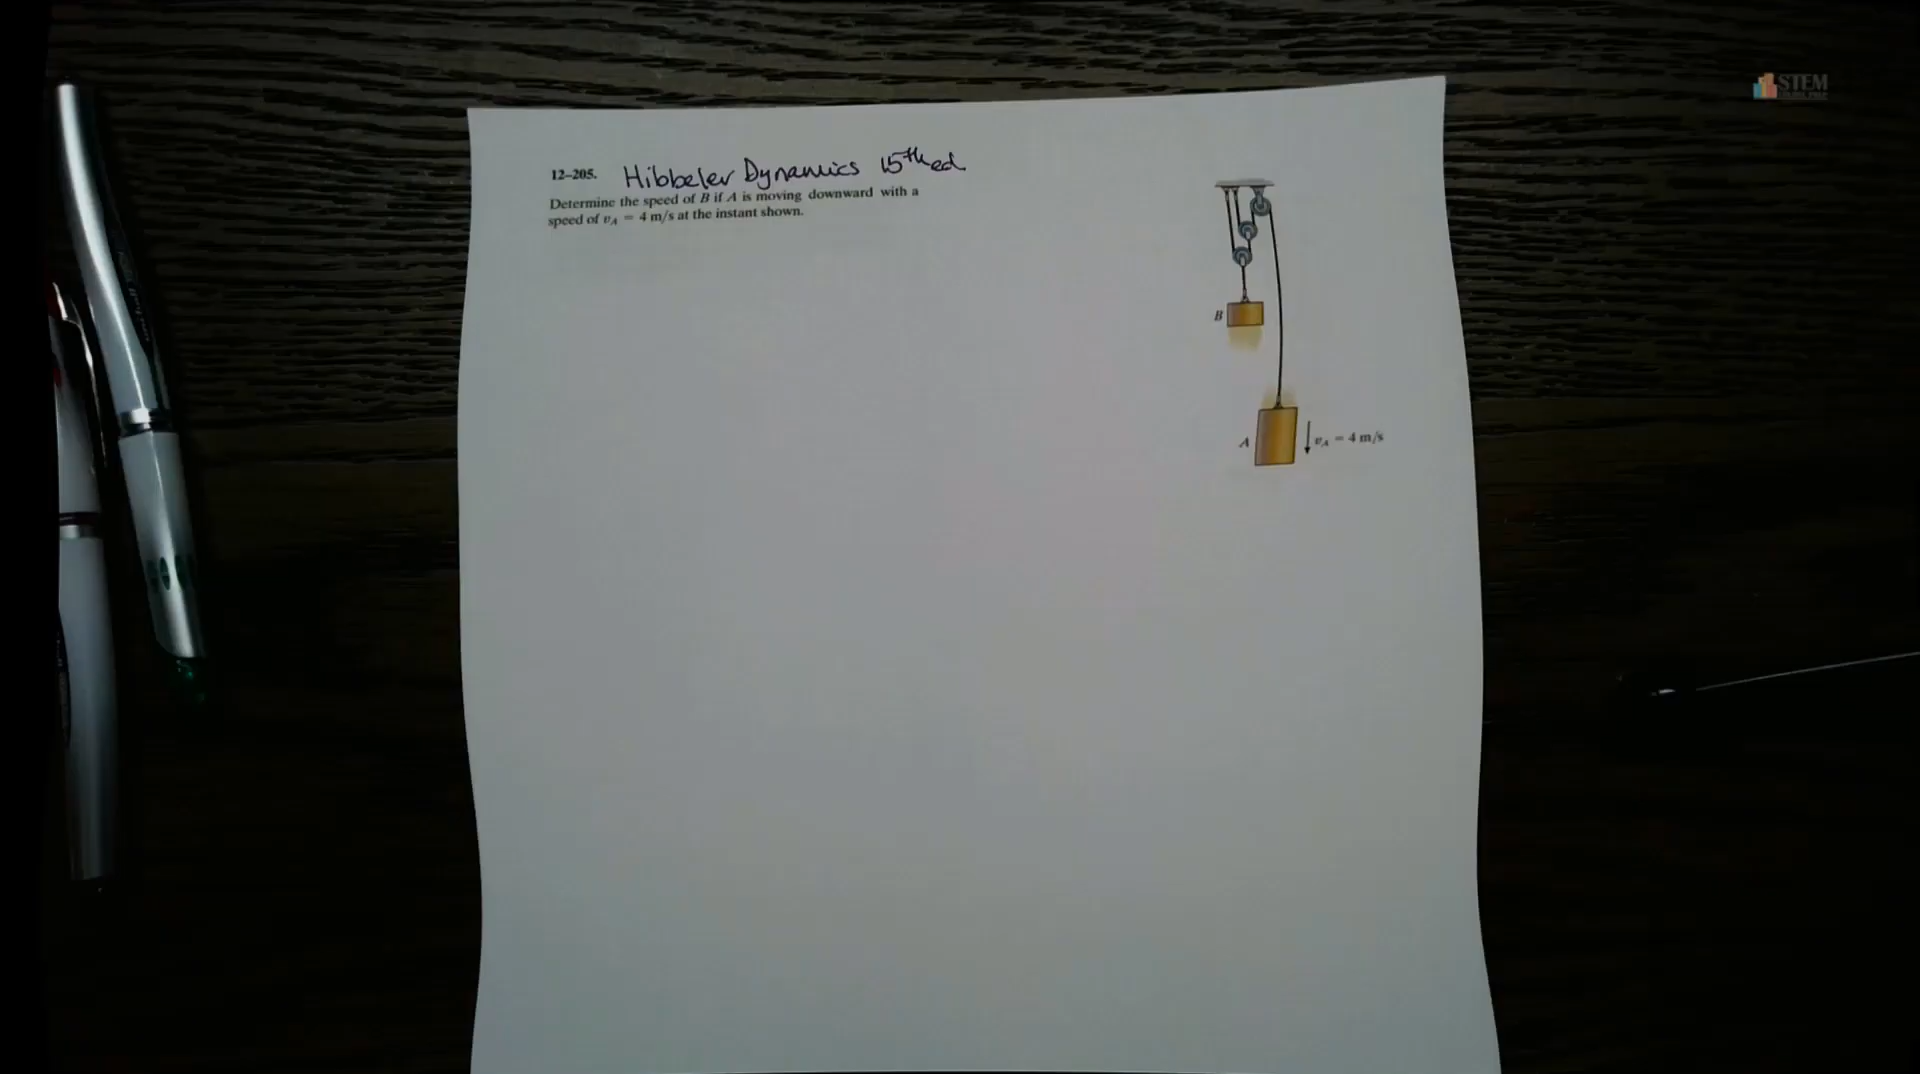 STEM
12–205. Hibbeler Dynamics 15th ed
Determine the speed of B if A is moving downward with a
speed of vA = 4 m/s at the instant shown.
B
A
vA = 4 m/s